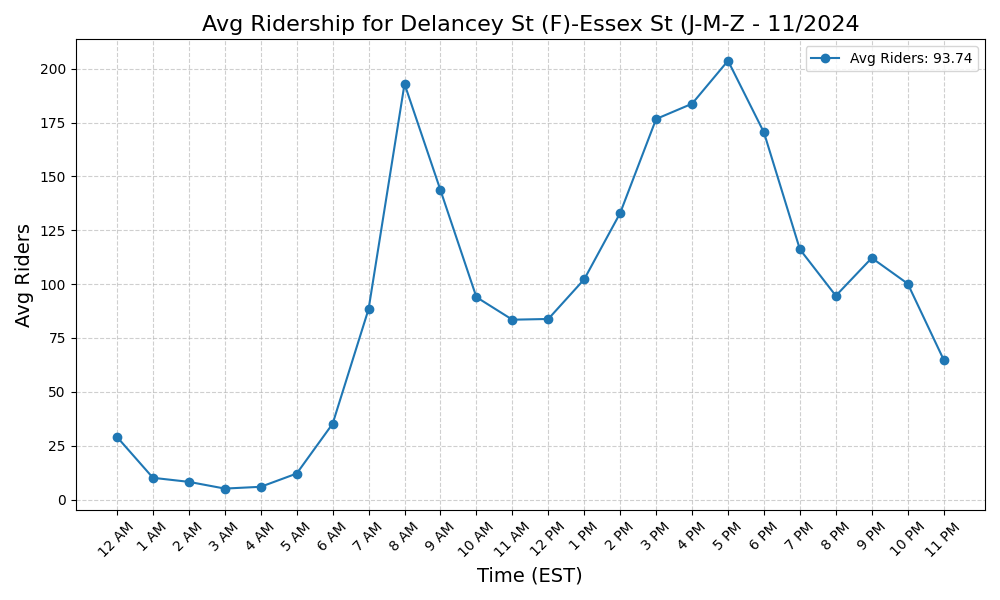 Avg Ridership for Delancey St (F)-Essex St (J-M-Z - 11/2024
Avg Riders: 93.74
Avg Riders
200
175
150
125
100
75
50
25
0
12 AM
1 AM
2 AM
3 AM
4 AM
5 AM
6 AM
7 AM
8 AM
9 AM
10 AM
11 AM
12 PM
1 PM
2 PM
3 PM
4 PM
5 PM
6 PM
7 PM
8 PM
9 PM
10 PM
11 PM
Time (EST)